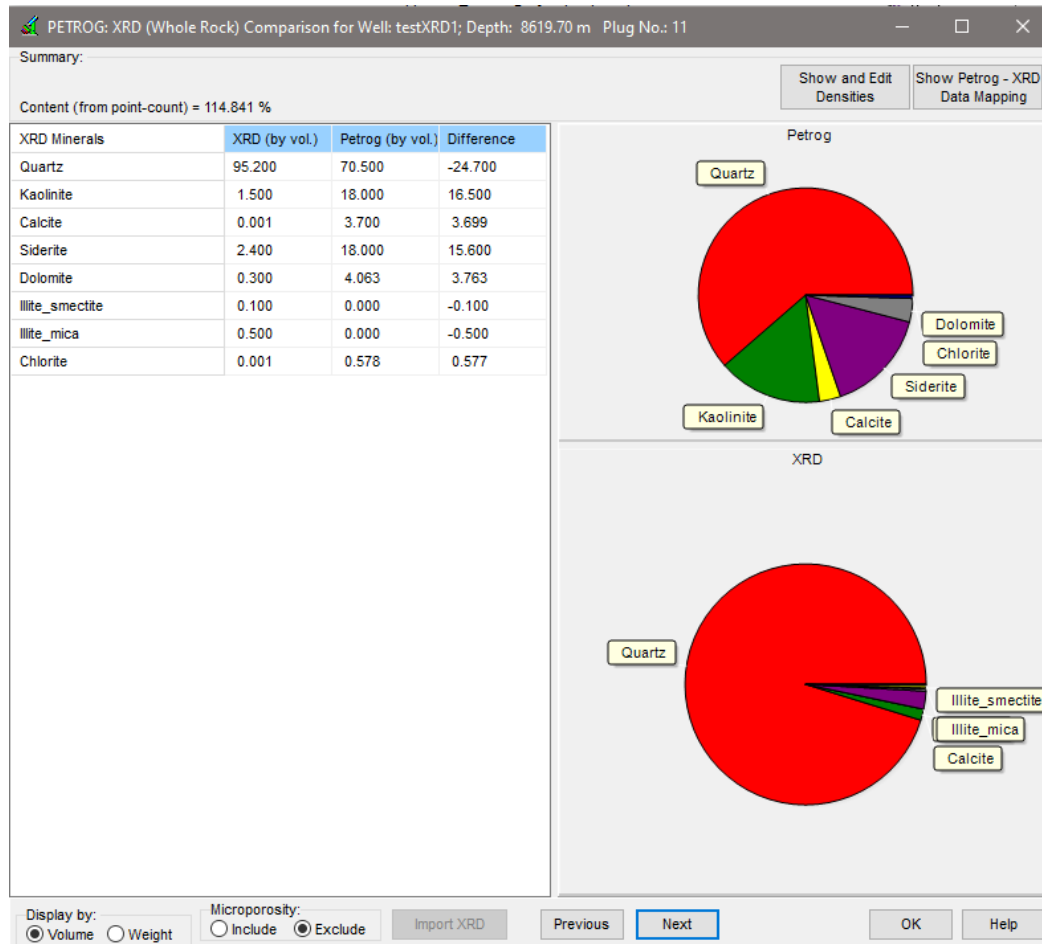 PETROG: XRD (Whole Rock) Comparison for Well: testXRD1; Depth: 8619.70 m Plug No.: 11
Summary:
Show and Edit Densities
Show Petrog - XRD Data Mapping
Content (from point-count) = 114.841 %
XRD Minerals XRD (by vol.) Petrog (by vol.) Difference
Quartz 95.200 70.500 -24.700
Kaolinite 1.500 18.000 16.500
Calcite 0.001 3.700 3.699
Siderite 2.400 18.000 15.600
Dolomite 0.300 4.063 3.763
Illite_smectite 0.100 0.000 -0.100
Illite_mica 0.500 0.000 -0.500
Chlorite 0.001 0.578 0.577
Petrog
Quartz
Dolomite
Chlorite
Siderite
Kaolinite
Calcite
XRD
Quartz
Illite_smectite
Illite_mica
Calcite
Display by:
Volume Weight
Microporosity:
Include Exclude
Import XRD
Previous
Next
OK
Help